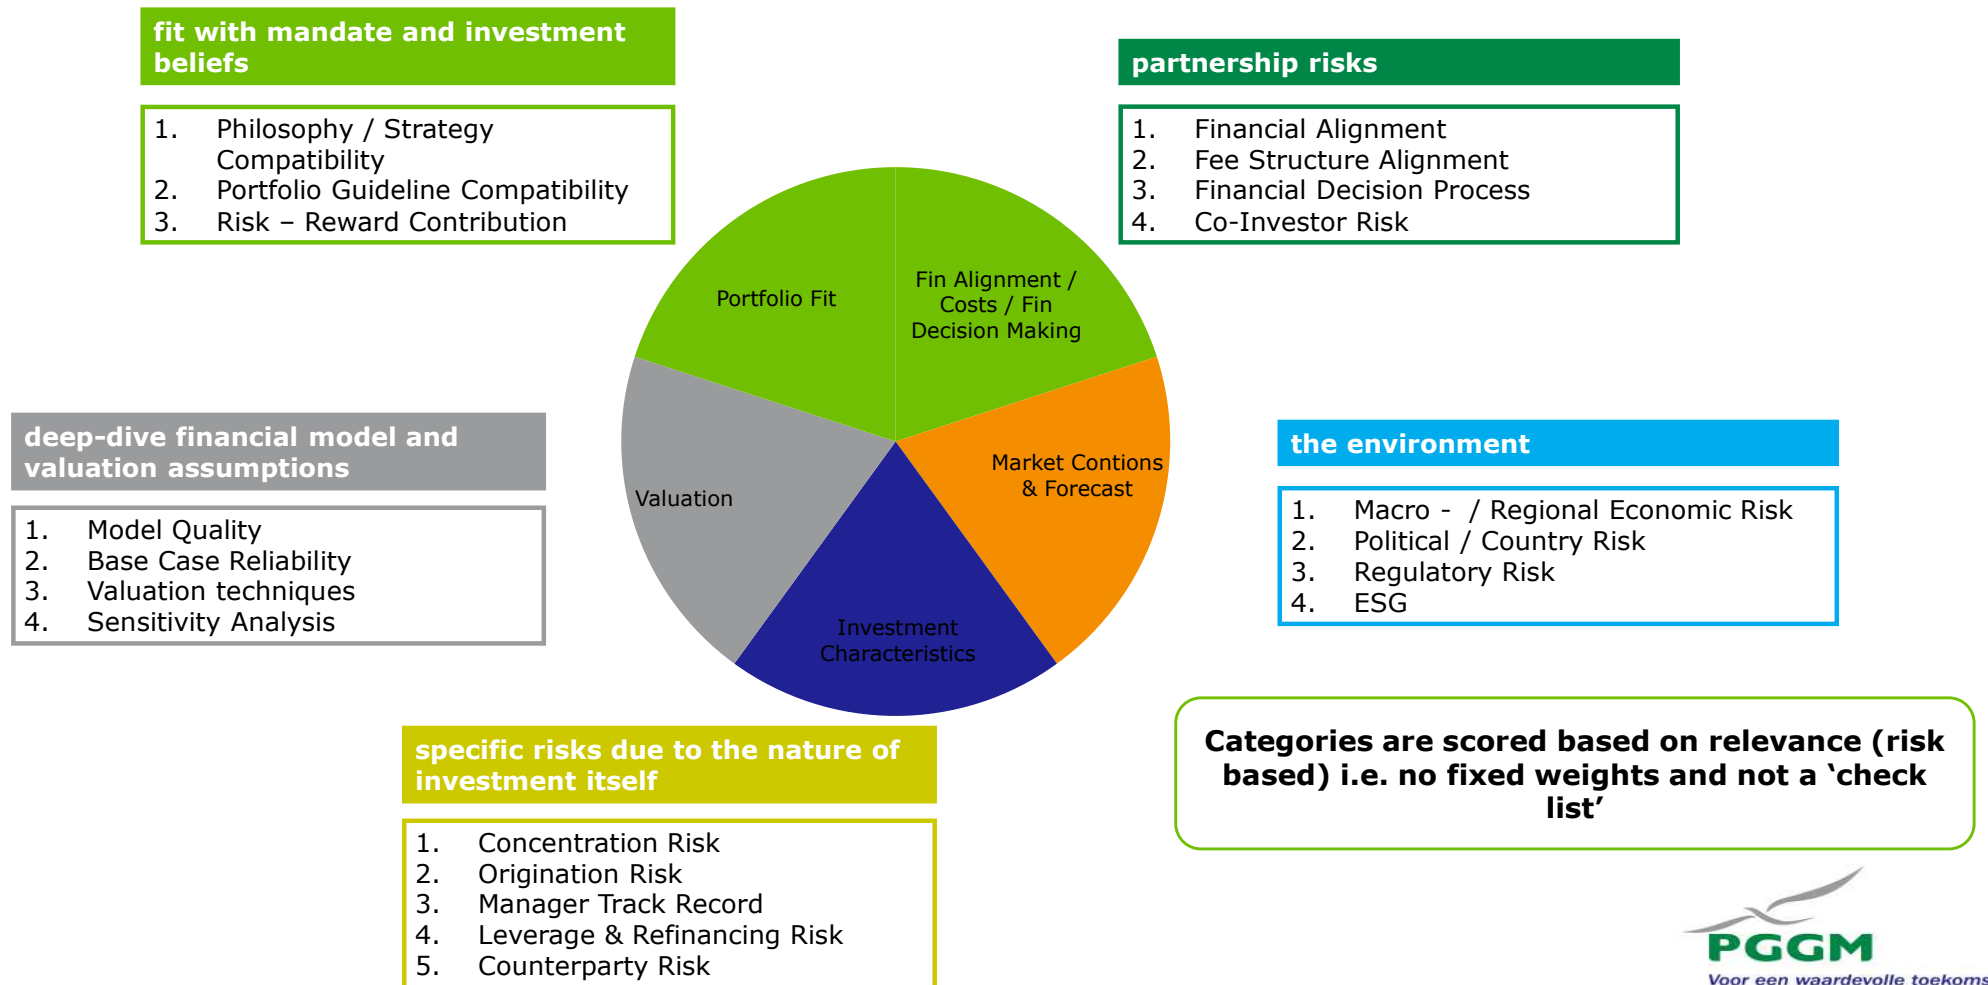 fit with mandate and investment
beliefs
1. Philosophy / Strategy
Compatibility
2. Portfolio Guideline Compatibility
3. Risk – Reward Contribution
partnership risks
1. Financial Alignment
2. Fee Structure Alignment
3. Financial Decision Process
4. Co-Investor Risk
Portfolio Fit
Fin Alignment /
Costs / Fin
Decision Making
Market Contions
& Forecast
Investment
Characteristics
Valuation
deep-dive financial model and
valuation assumptions
1. Model Quality
2. Base Case Reliability
3. Valuation techniques
4. Sensitivity Analysis
the environment
1. Macro - / Regional Economic Risk
2. Political / Country Risk
3. Regulatory Risk
4. ESG
specific risks due to the nature of
investment itself
1. Concentration Risk
2. Origination Risk
3. Manager Track Record
4. Leverage & Refinancing Risk
5. Counterparty Risk
Categories are scored based on relevance (risk
based) i.e. no fixed weights and not a ‘check
list’
PGGM
Voor een waardevolle toekoms